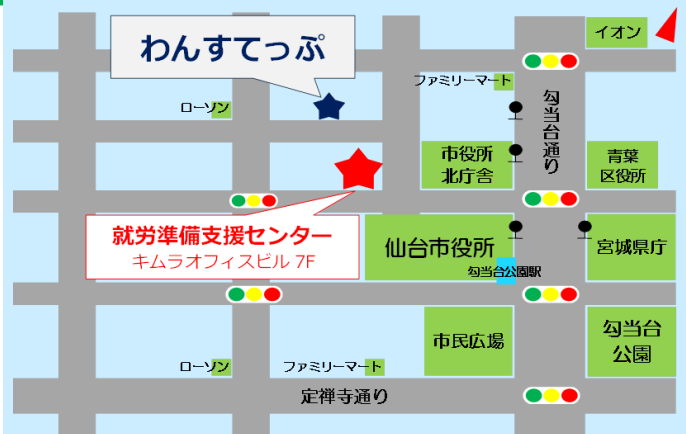 イオン
わんすてっぷ
ファミリーマート
ローソン
勾当台通り
市役所
北庁舎
青葉
区役所
就労準備支援センター
キムラオフィスビル 7F
仙台市役所
宮城県庁
勾当台公園駅
市民広場
勾当台
公園
ローソン
ファミリーマート
定禅寺通り